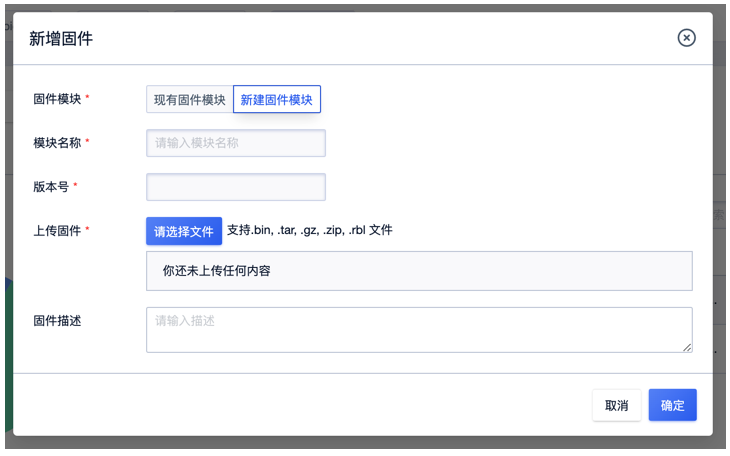 新增固件
固件模块 * 现有固件模块 新建固件模块
模块名称 * 请输入模块名称
版本号 *
上传固件 * 请选择文件 支持.bin, .tar, .gz, .zip, .rbl 文件
你还未上传任何内容
固件描述 请输入描述
取消 确定